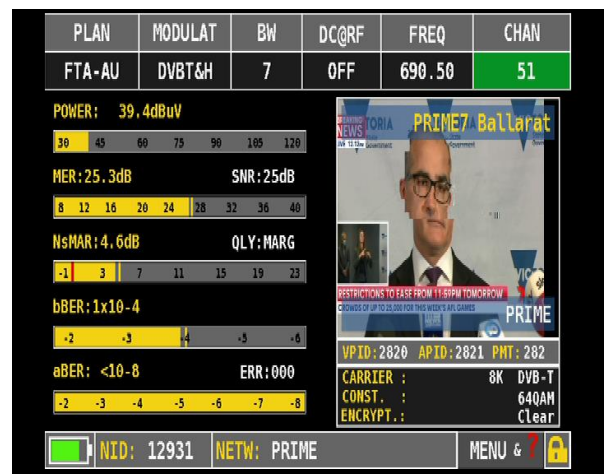 PLAN MODULAT BW DC@RF FREQ CHAN
FTA-AU DVBT&H 7 OFF 690.50 51
POWER: 39.4dBuV
30 45 60 75 90 105 120
MER:25.3dB SNR:25dB
8 12 16 20 24 28 32 36 40
NsMAR:4.6dB QLY:MARG
-1 3 7 11 15 19 23
bBER:1x10-4
-2 -3 -4 -5 -6
aBER: <10-8 ERR:000
-2 -3 -4 -5 -6 -7 -8
PRIME7 Ballarat
NEWS
VIC
RESTRICTIONS TO EASE FROM 11:59PM TOMORROW
CROWDS OF UP TO 25,000 FOR THIS WEEK'S AFL GAMES
PRIME
VPID:2820 APID:2821 PMT:282
CARRIER : 8K DVB-T
CONST. : 64QAM
ENCRYPT.: Clear
NID: 12931 NETW: PRIME MENU & ?